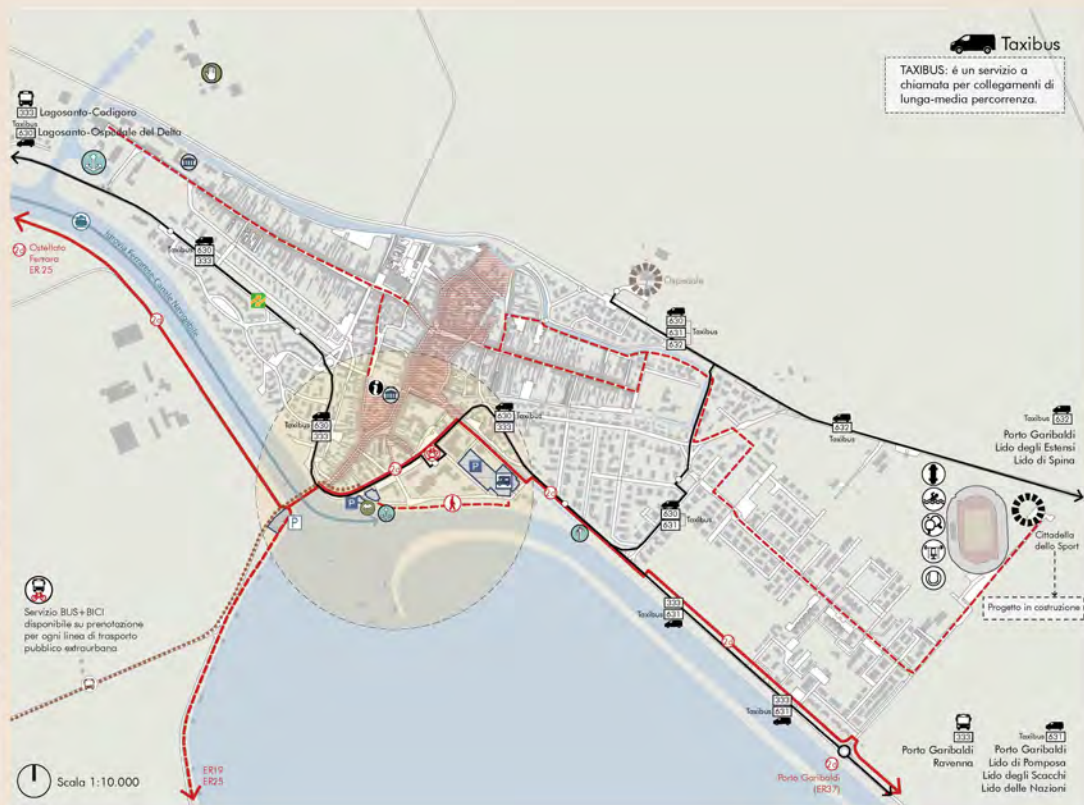 Taxibus
TAXIBUS: é un servizio a
chiamata per collegamenti di
lunga-media percorrenza.
333 Lagosanto-Codigoro
Taxibus
630 Lagosanto-Ospedale del Delta
Idrovia Ferrarese-Canale Navigabile
Ostellato
Ferrara
ER 25
Taxibus 630
333
Ospedale
630
631 Taxibus
632
i
Taxibus 630
333
630 Taxibus
333
P
P
P
632
Taxibus
Taxibus 632
Porto Garibaldi
Lido degli Estensi
Lido di Spina
630 Taxibus
631
Cittadella
dello Sport
Progetto in costruzione
Servizio BUS+BICI
disponibile su prenotazione
per ogni linea di trasporto
pubblico extraurbana
333
Taxibus 631
333
Taxibus 631
333
Porto Garibaldi
Ravenna
Taxibus 631
Porto Garibaldi
Lido di Pomposa
Lido degli Scacchi
Lido delle Nazioni
Porto Garibaldi
(ER37)
ER19
ER25
Scala 1:10.000